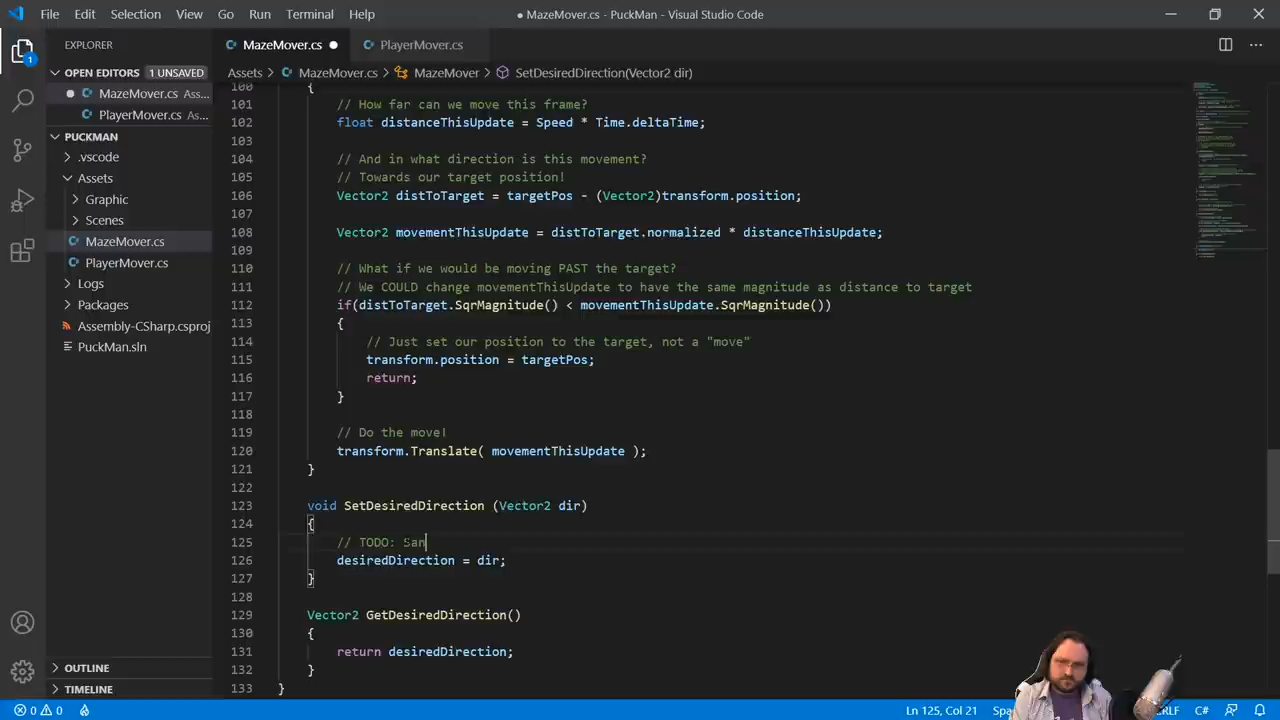 File Edit Selection View Go Run Terminal Help
● MazeMover.cs - PuckMan - Visual Studio Code
EXPLORER
MazeMover.cs
PlayerMover.cs
OPEN EDITORS 1 UNSAVED
Assets > MazeMover.cs > MazeMover > SetDesiredDirection(Vector2 dir)
1
MazeMover.cs Ass...
PlayerMover.cs As...
PUCKMAN
.vscode
Assets
Graphic
Scenes
MazeMover.cs
PlayerMover.cs
Logs
Packages
Assembly-CSharp.csproj
PuckMan.sln
OUTLINE
TIMELINE
100 {
101 // How far can we move this frame?
102 float distanceThisUpdate = Speed * Time.deltaTime;
103
104 // And in what direction is this movement?
105 // Towards our target position!
106 Vector2 distToTarget = targetPos - (Vector2)transform.position;
107
108 Vector2 movementThisUpdate = distToTarget.normalized * distanceThisUpdate;
109
110 // What if we would be moving PAST the target?
111 // We COULD change movementThisUpdate to have the same magnitude as distance to target
112 if(distToTarget.SqrMagnitude() < movementThisUpdate.SqrMagnitude())
113 {
114 // Just set our position to the target, not a "move"
115 transform.position = targetPos;
116 return;
117 }
118
119 // Do the move!
120 transform.Translate( movementThisUpdate );
121 }
122
123 void SetDesiredDirection (Vector2 dir)
124 {
125 // TODO: San
126 desiredDirection = dir;
127 }
128
129 Vector2 GetDesiredDirection()
130 {
131 return desiredDirection;
132 }
133 }
0 0
Ln 125, Col 21
C#